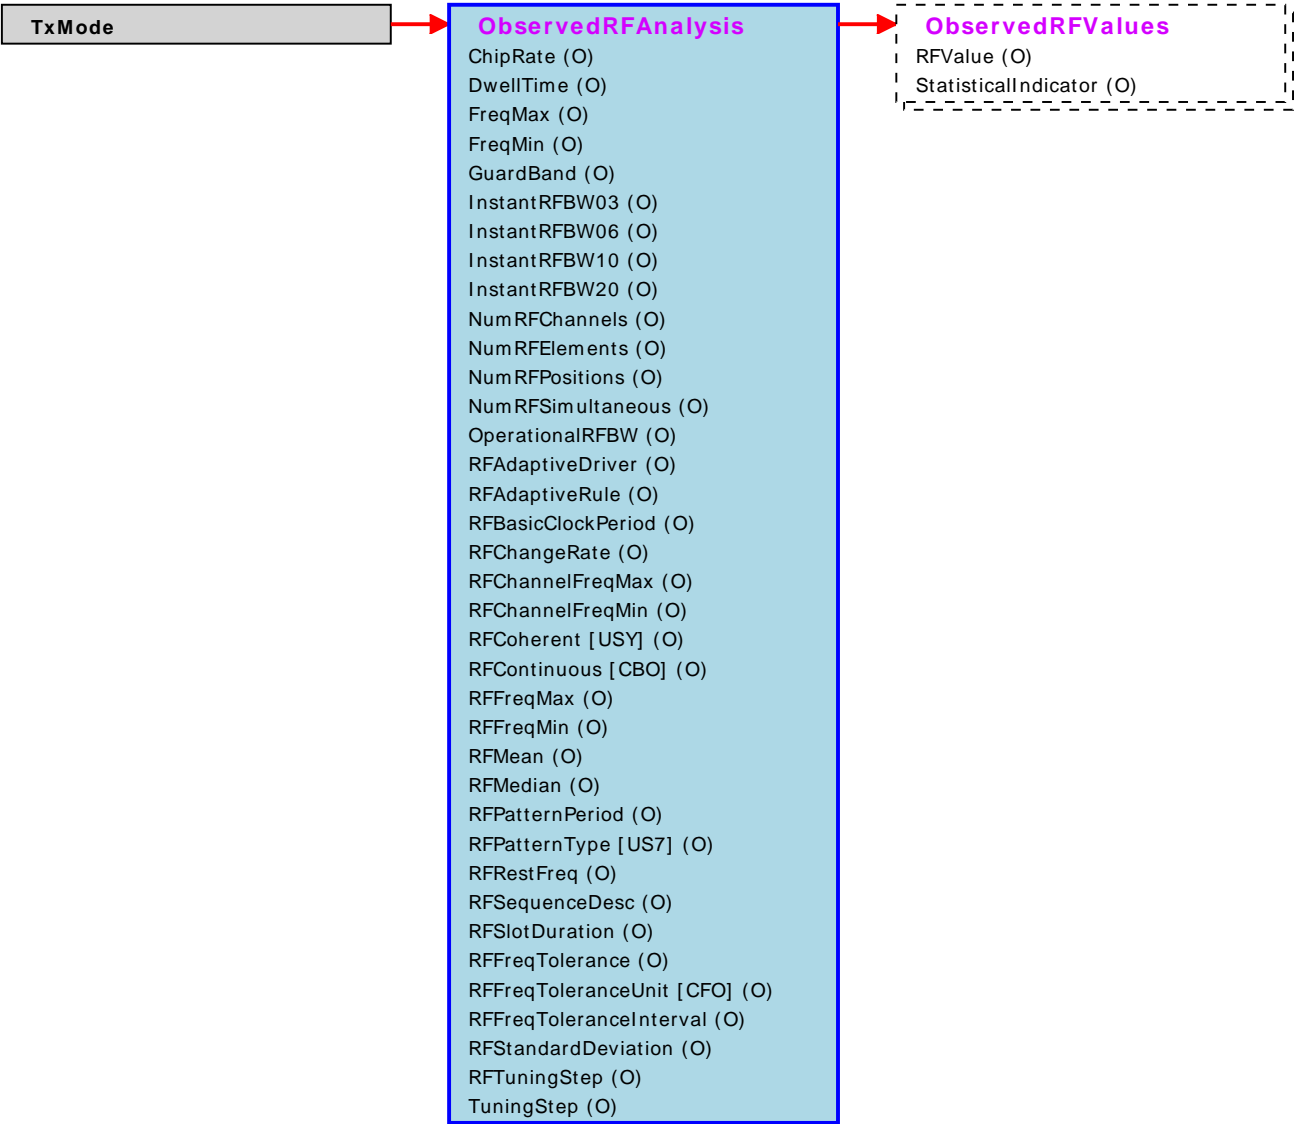 TxMode
ObservedRFAnalysis
ChipRate (O)
DwellTime (O)
FreqMax (O)
FreqMin (O)
GuardBand (O)
InstantRFBW03 (O)
InstantRFBW06 (O)
InstantRFBW10 (O)
InstantRFBW20 (O)
NumRFChannels (O)
NumRFElements (O)
NumRFPositions (O)
NumRFSimultaneous (O)
OperationalRFBW (O)
RFAdaptiveDriver (O)
RFAdaptiveRule (O)
RFBasicClockPeriod (O)
RFChangeRate (O)
RFChannelFreqMax (O)
RFChannelFreqMin (O)
RFCoherent [USY] (O)
RFContinuous [CBO] (O)
RFFreqMax (O)
RFFreqMin (O)
RFMean (O)
RFMedian (O)
RFPatternPeriod (O)
RFPatternType [US7] (O)
RFRestFreq (O)
RFSequenceDesc (O)
RFSlotDuration (O)
RFFreqTolerance (O)
RFFreqToleranceUnit [CFO] (O)
RFFreqToleranceInterval (O)
RFStandardDeviation (O)
RFTuningStep (O)
TuningStep (O)
ObservedRFValues
RFValue (O)
StatisticalIndicator (O)